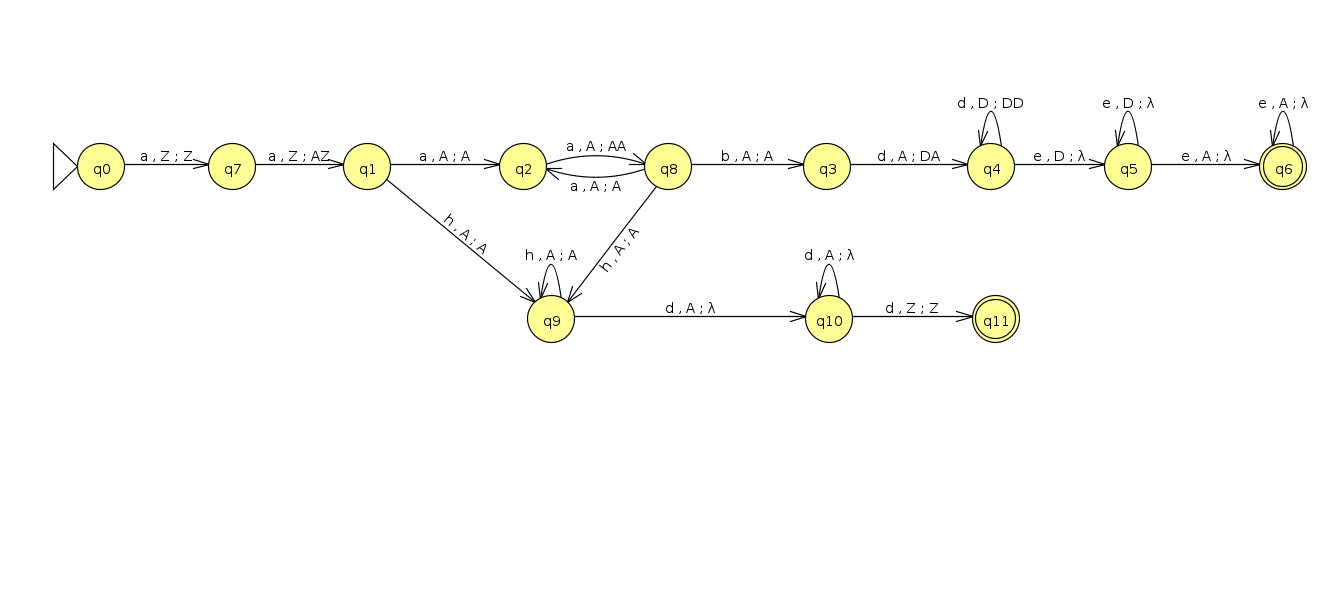 d , D ; DD
e , D ; λ
e , A ; λ
a , A ; AA
q0
a , Z ; Z
q7
a , Z ; AZ
q1
a , A ; A
q2
q8
b , A ; A
q3
d , A ; DA
q4
e , D ; λ
q5
e , A ; λ
q6
a , A ; A
h , A ; A
h , A ; A
h , A ; A
d , A ; λ
q9
d , A ; λ
q10
d , Z ; Z
q11